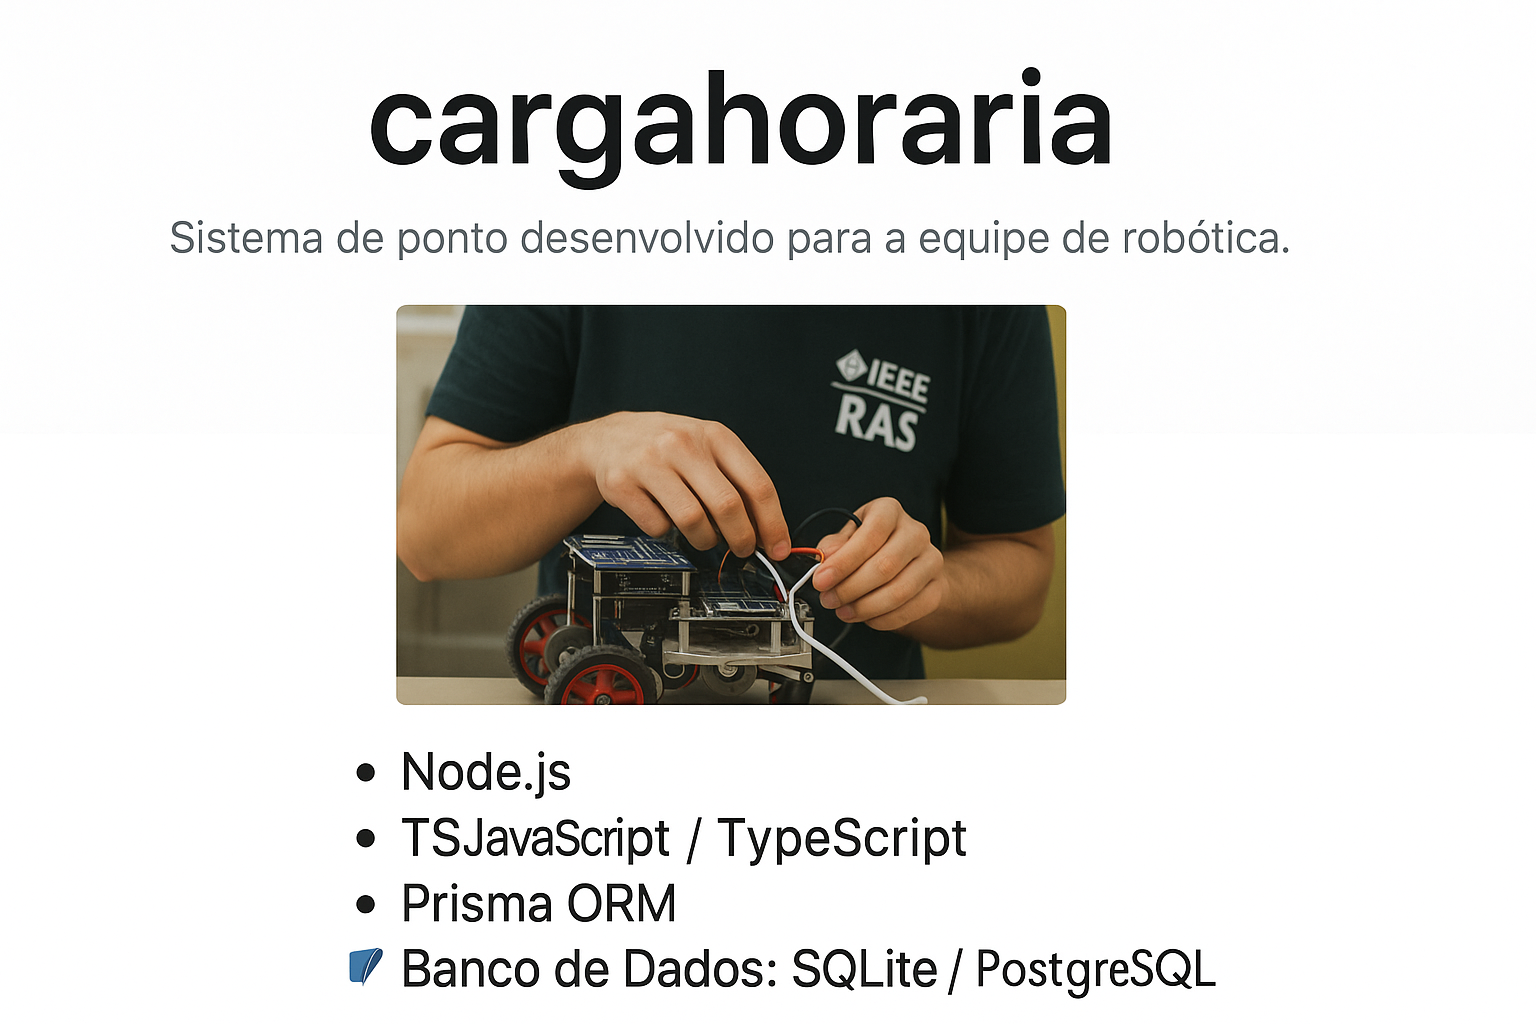 cargahoraria
Sistema de ponto desenvolvido para a equipe de robótica.
IEEE
RAS
Node.js
TSJavaScript / TypeScript
Prisma ORM
Banco de Dados: SQLite / PostgreSQL